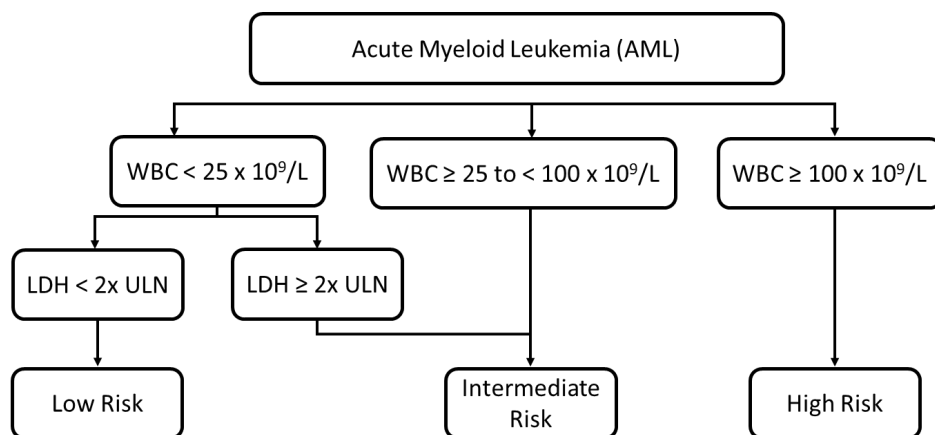 Acute Myeloid Leukemia (AML)
WBC < 25 x 10⁹/L
WBC ≥ 25 to < 100 x 10⁹/L
WBC ≥ 100 x 10⁹/L
LDH < 2x ULN
LDH ≥ 2x ULN
Low Risk
Intermediate
Risk
High Risk